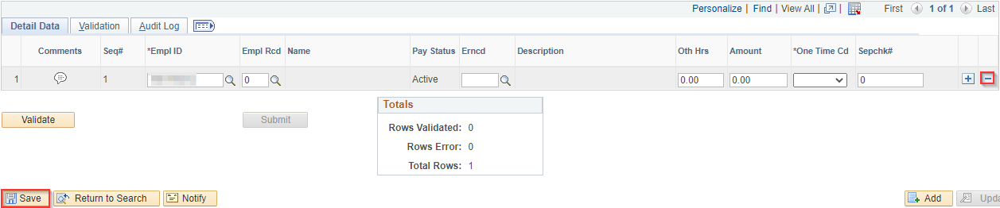 Personalize | Find | View All | | First 1 of 1 Last
Detail Data Validation Audit Log
Comments Seq# *Empl ID Empl Rcd Name Pay Status Erncd Description Oth Hrs Amount *One Time Cd Sepchk#
1 1 0 Active 0.00 0.00 0
Totals
Validate Submit Rows Validated: 0
Rows Error: 0
Total Rows: 1
Save Return to Search Notify Add Upda